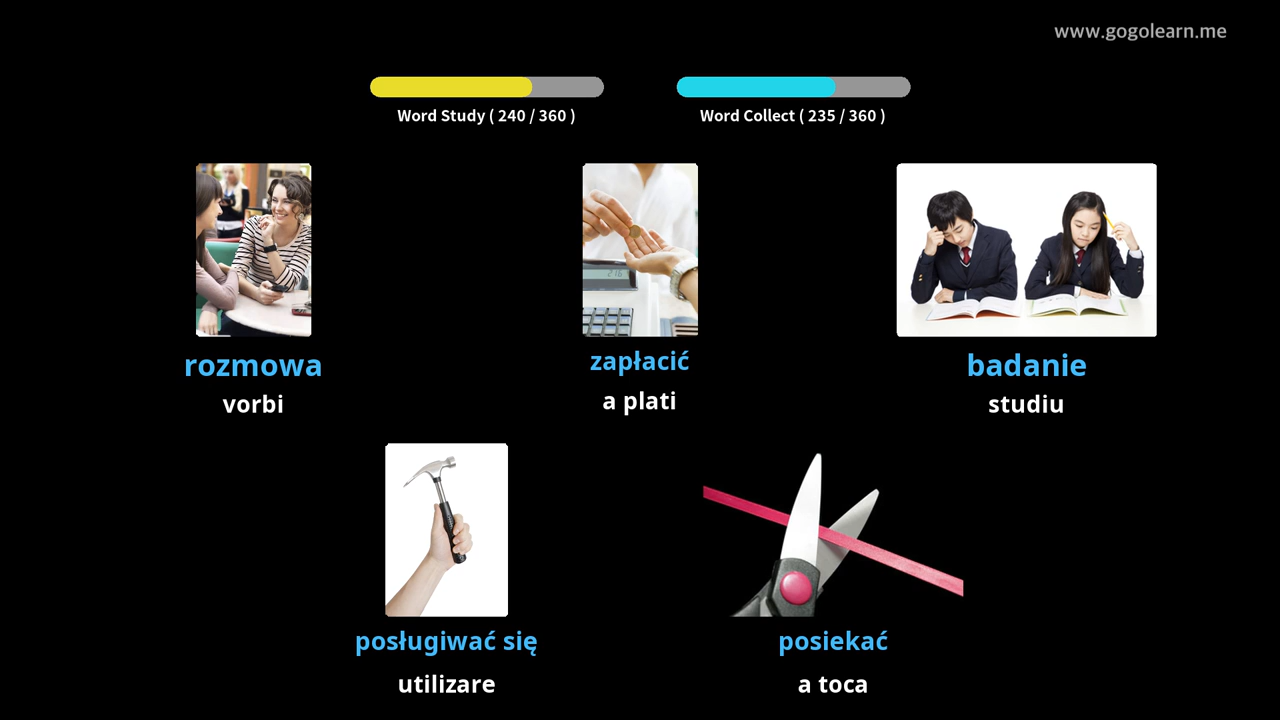 www.gogolearn.me
Word Study ( 240 / 360 )
Word Collect ( 235 / 360 )
rozmowa
vorbi
zapłacić
a plati
badanie
studiu
posługiwać się
utilizare
posiekać
a toca